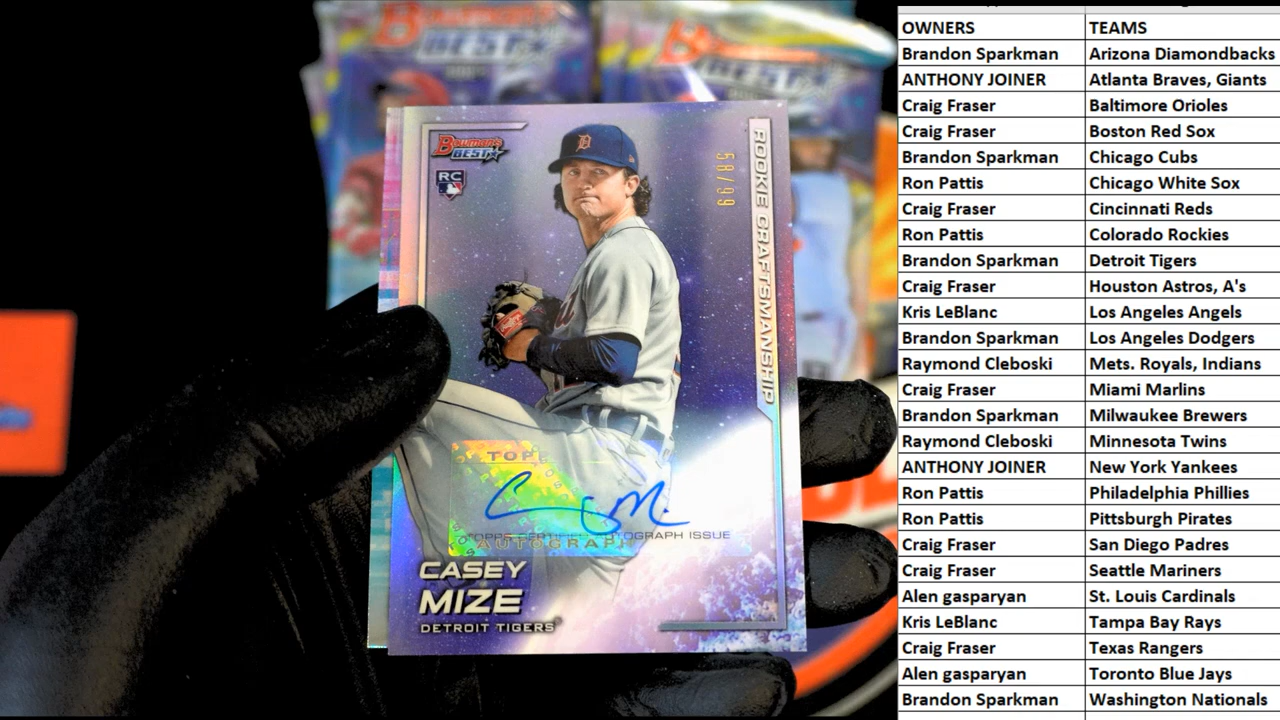 BOWMAN'S
BEST
RC
58/99
ROOKIE CRAFTSMANSHIP
TOPPS CERTIFIED AUTOGRAPH ISSUE
AUTOGRAPH
CASEY
MIZE
DETROIT TIGERS
OWNERS TEAMS
Brandon Sparkman Arizona Diamondbacks
ANTHONY JOINER Atlanta Braves, Giants
Craig Fraser Baltimore Orioles
Craig Fraser Boston Red Sox
Brandon Sparkman Chicago Cubs
Ron Pattis Chicago White Sox
Craig Fraser Cincinnati Reds
Ron Pattis Colorado Rockies
Brandon Sparkman Detroit Tigers
Craig Fraser Houston Astros, A's
Kris LeBlanc Los Angeles Angels
Brandon Sparkman Los Angeles Dodgers
Raymond Cleboski Mets. Royals, Indians
Craig Fraser Miami Marlins
Brandon Sparkman Milwaukee Brewers
Raymond Cleboski Minnesota Twins
ANTHONY JOINER New York Yankees
Ron Pattis Philadelphia Phillies
Ron Pattis Pittsburgh Pirates
Craig Fraser San Diego Padres
Craig Fraser Seattle Mariners
Alen gasparyan St. Louis Cardinals
Kris LeBlanc Tampa Bay Rays
Craig Fraser Texas Rangers
Alen gasparyan Toronto Blue Jays
Brandon Sparkman Washington Nationals